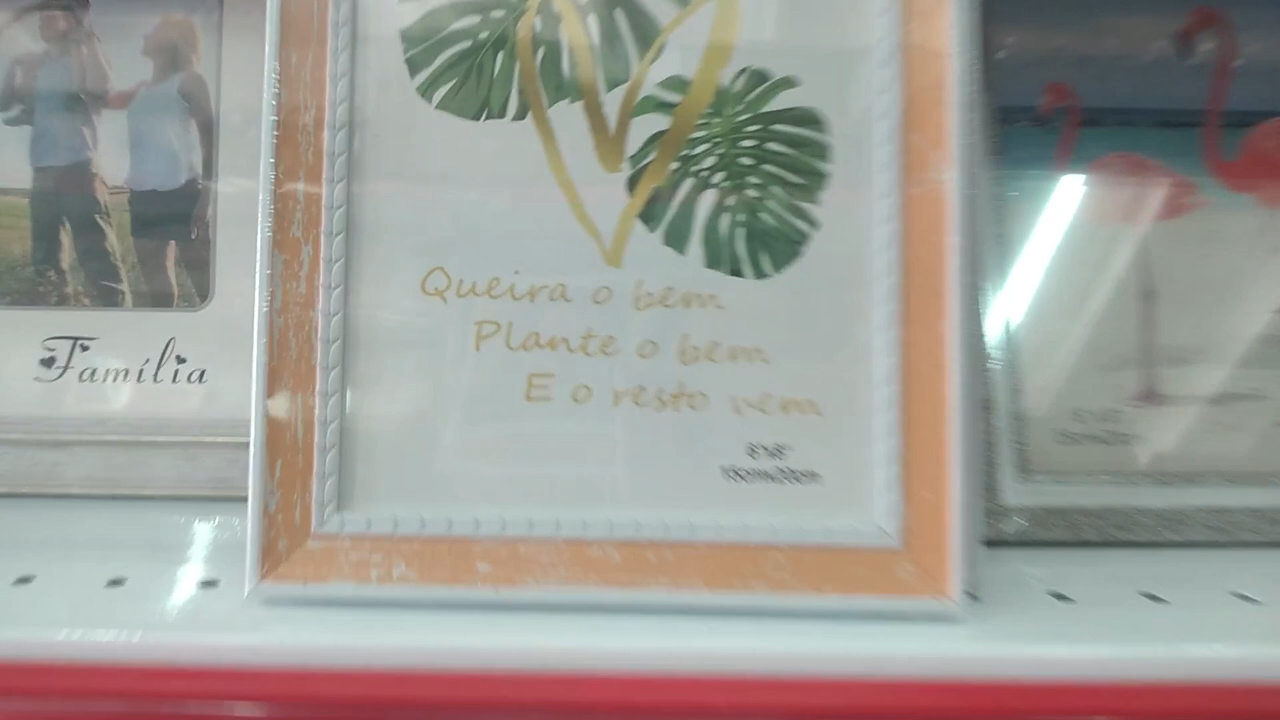 Família
Queira o bem
Plante o bem
E o resto vem